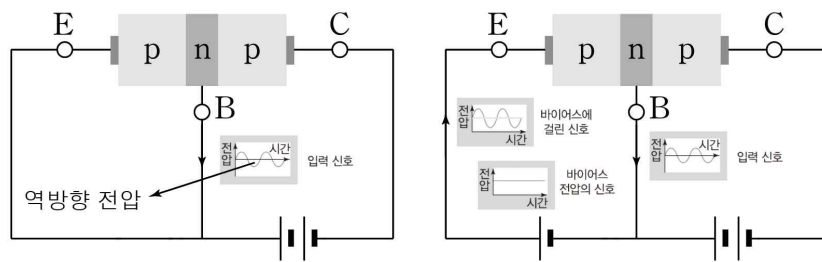 E
C
p n p
B
전압
시간
입력 신호
역방향 전압
E
C
p n p
B
전압
시간
바이어스에
걸린 신호
전압
시간
바이어스
전압의 신호
전압
시간
입력 신호